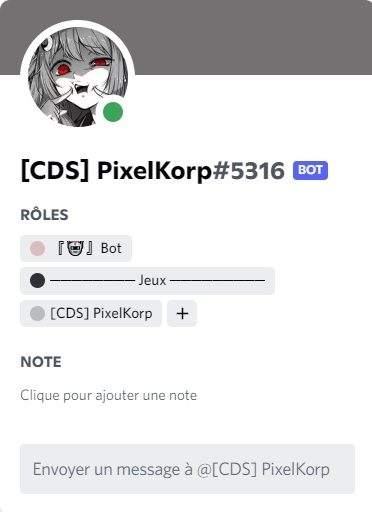 [CDS] PixelKorp#5316 BOT
RÔLES
『🤖』 Bot
———————— Jeux —————————
[CDS] PixelKorp +
NOTE
Clique pour ajouter une note
Envoyer un message à @[CDS] PixelKorp